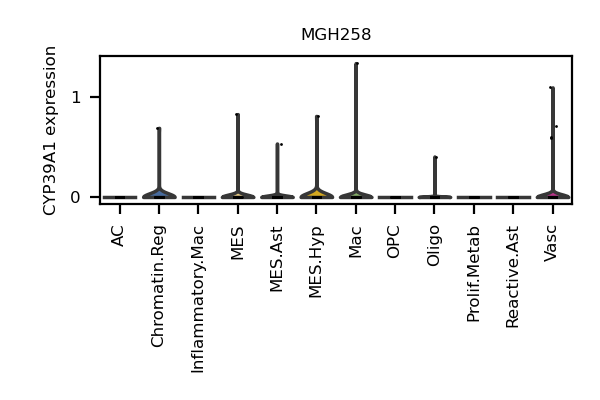 MGH258
CYP39A1 expression
1
0
AC
Chromatin.Reg
Inflammatory.Mac
MES
MES.Ast
MES.Hyp
Mac
OPC
Oligo
Prolif.Metab
Reactive.Ast
Vasc